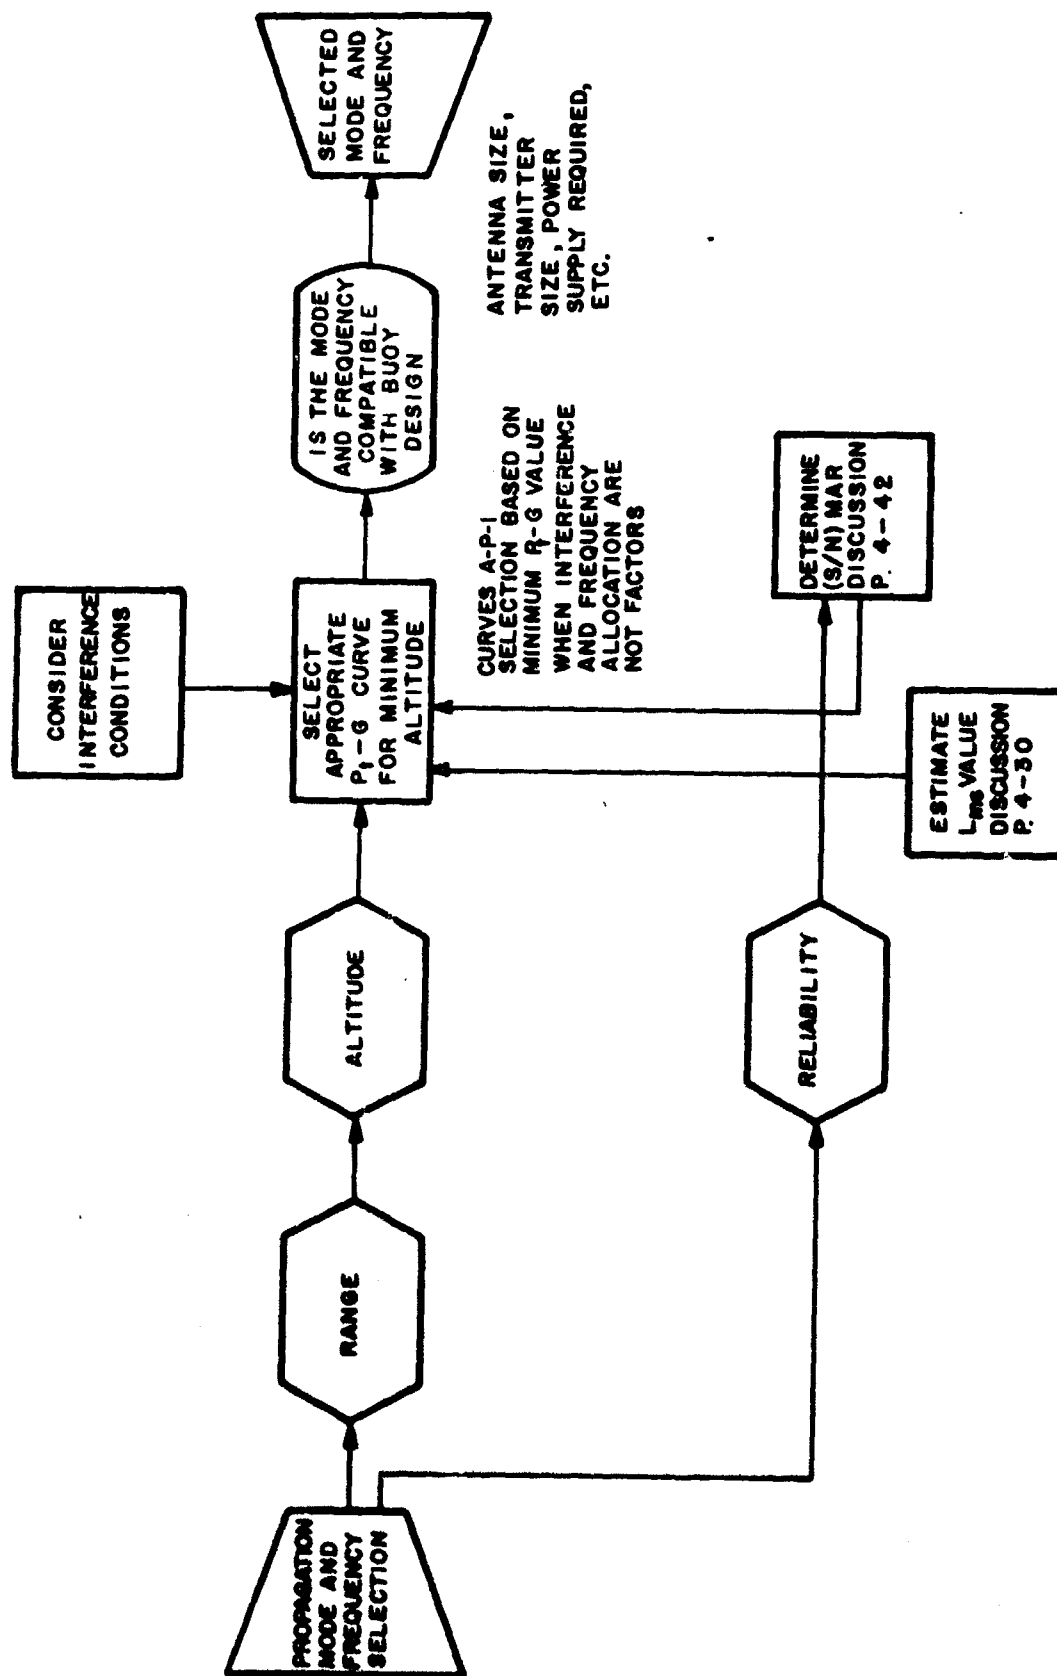 PROPAGATION
MODE AND
FREQUENCY
SELECTION
RANGE
ALTITUDE
CONSIDER
INTERFERENCE
CONDITIONS
SELECT
APPROPRIATE
Pt-G CURVE
FOR MINIMUM
ALTITUDE
IS THE MODE
AND FREQUENCY
COMPATIBLE
WITH BUOY
DESIGN
SELECTED
MODE AND
FREQUENCY
CURVES A-P-1
SELECTION BASED ON
MINIMUM Pt-G VALUE
WHEN INTERFERENCE
AND FREQUENCY
ALLOCATION ARE
NOT FACTORS
ANTENNA SIZE,
TRANSMITTER
SIZE, POWER
SUPPLY REQUIRED,
ETC.
RELIABILITY
DETERMINE
(S/N) MAR
DISCUSSION
P. 4-42
ESTIMATE
Lms VALUE
DISCUSSION
P. 4-30